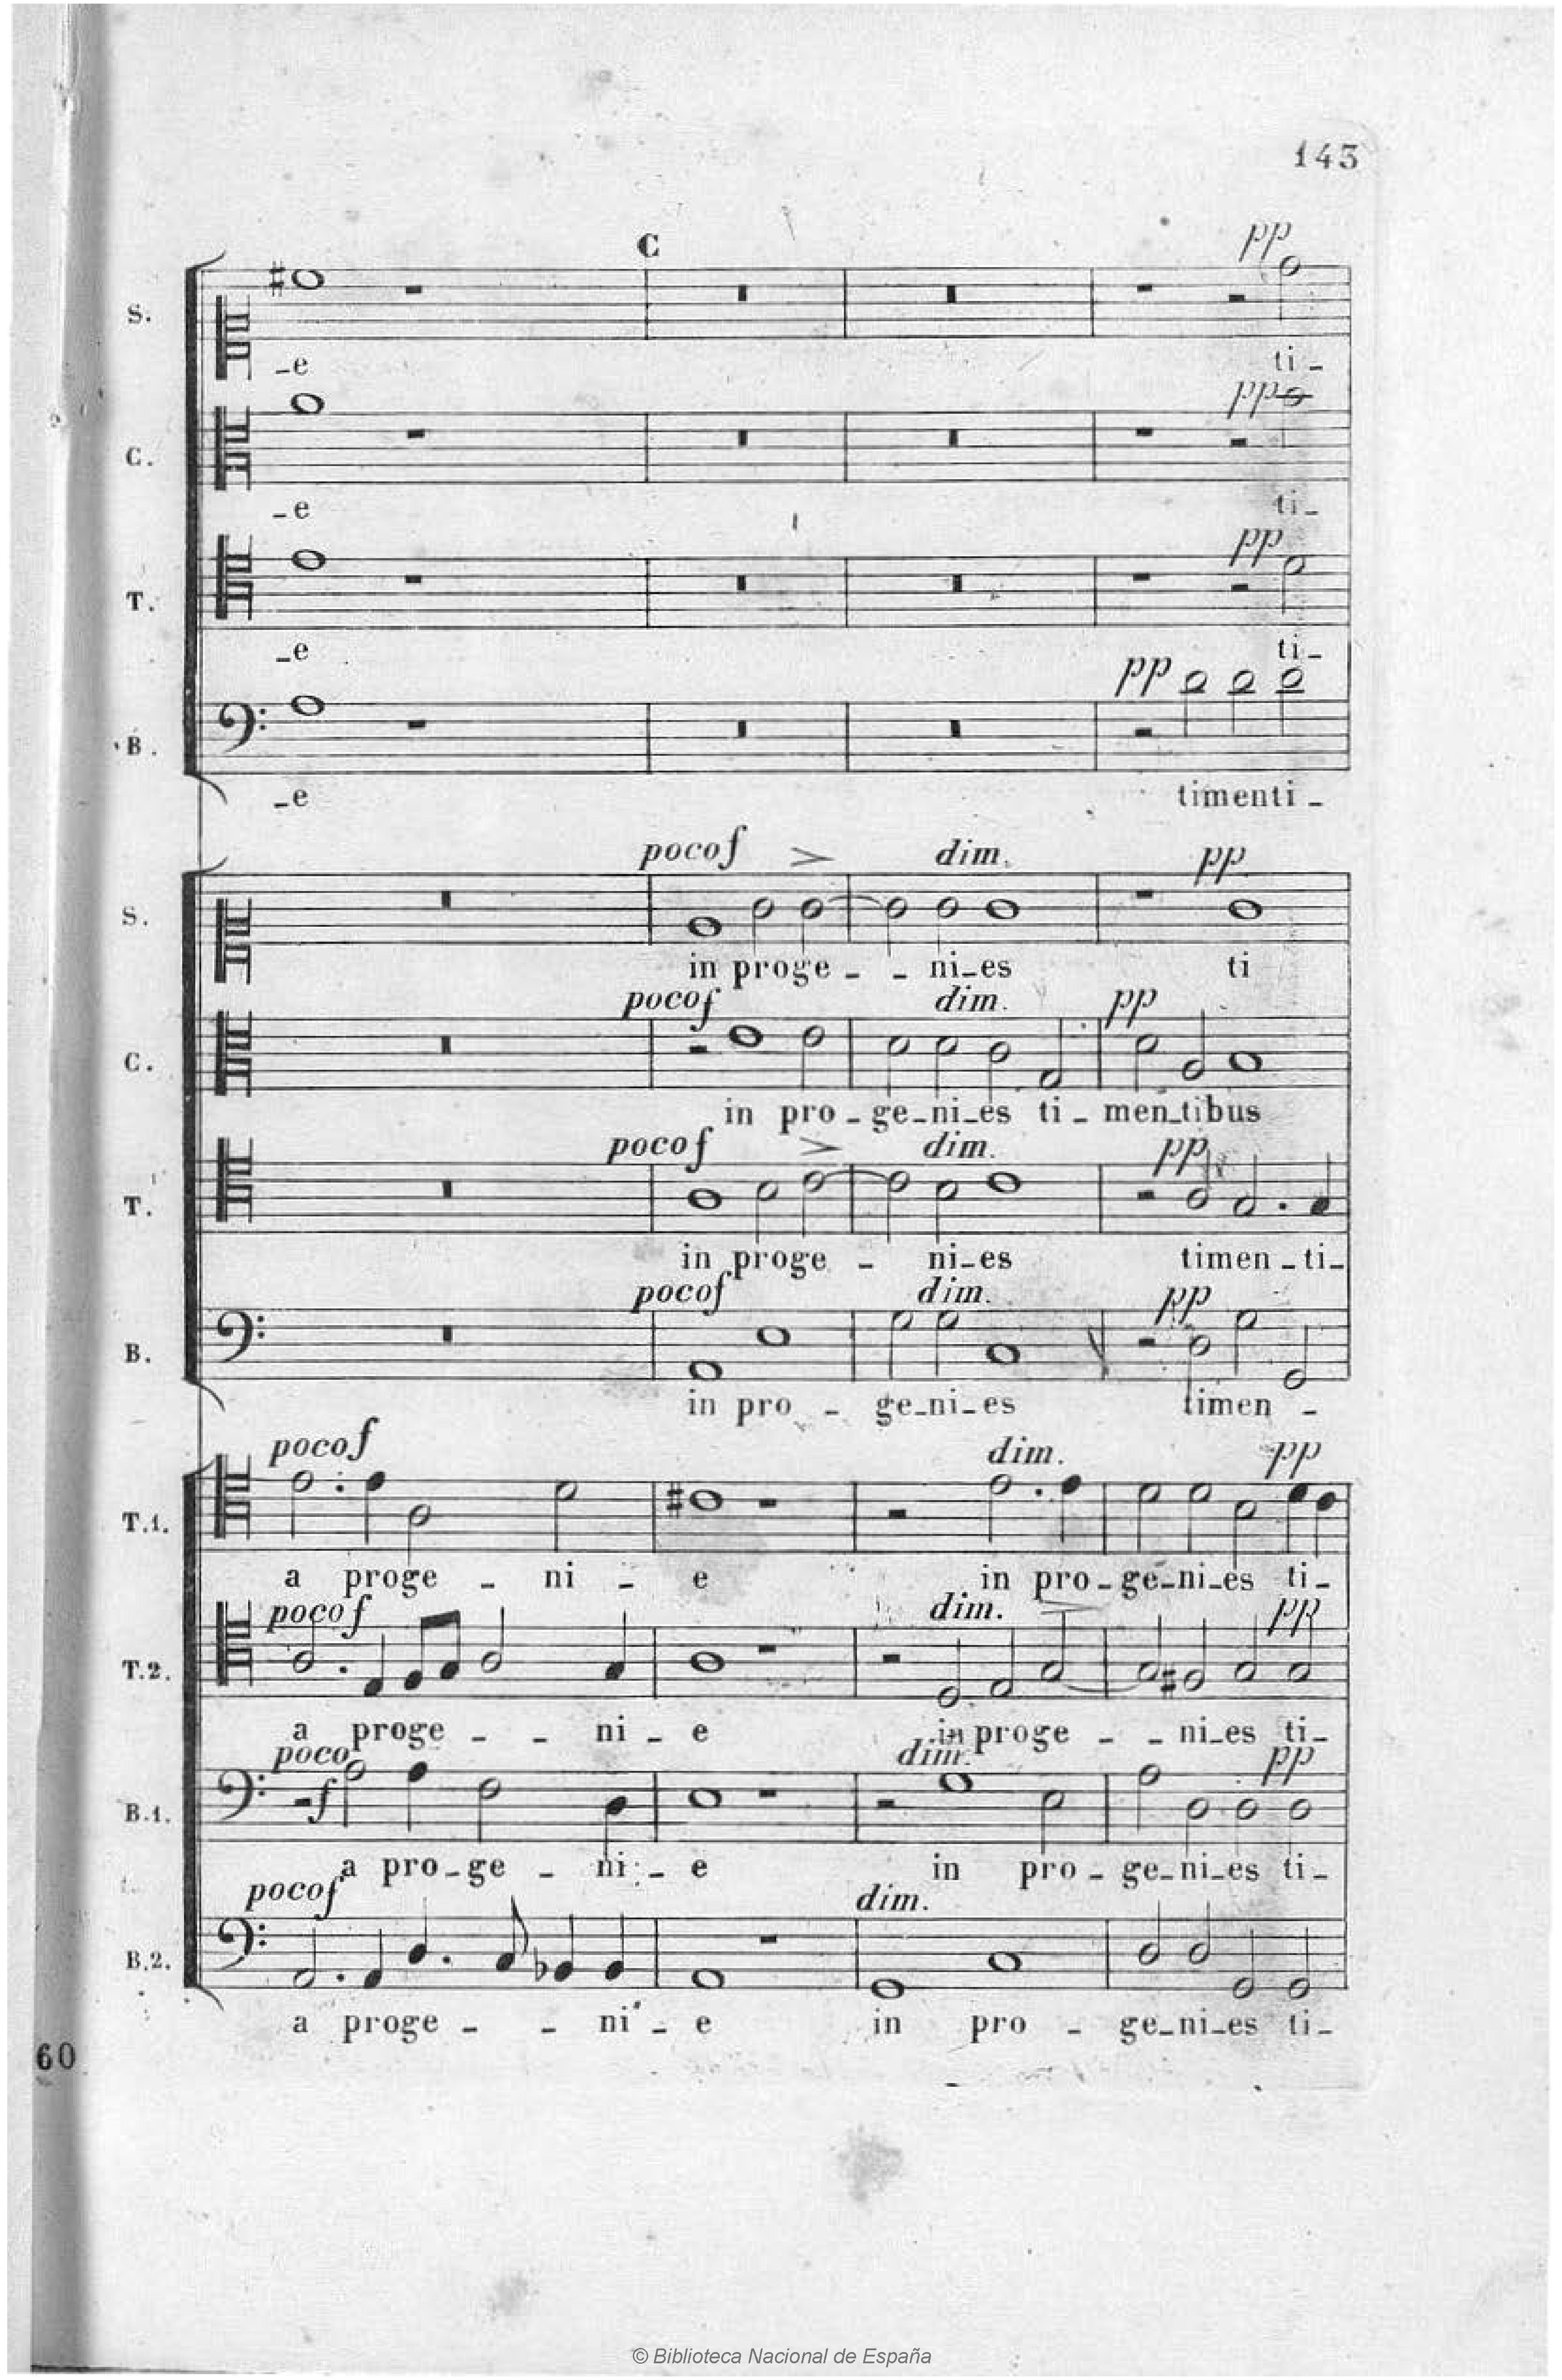 143
C
pp
S.
-e ti-
pp
C.
-e ti-
pp
T.
-e ti-
pp
B.
-e timenti-
poco f > dim. pp
S.
in proge - - ni-es ti
poco f dim. pp
C.
in pro-ge-ni-es ti-men-tibus
poco f > dim. pp
T.
in proge - ni-es timen-ti-
poco f dim. pp
B.
in pro - ge-ni-es timen -
poco f dim. pp
T.1.
a proge - ni - e in pro-ge-ni-es ti-
poco f dim. > pp
T.2.
a proge - - ni - e in proge - - ni-es ti-
poco f dim. pp
B.1.
a pro-ge - ni - e in pro - ge-ni-es ti-
poco f dim.
B.2.
a proge - - ni - e in pro - ge-ni-es ti-
60
© Biblioteca Nacional de España